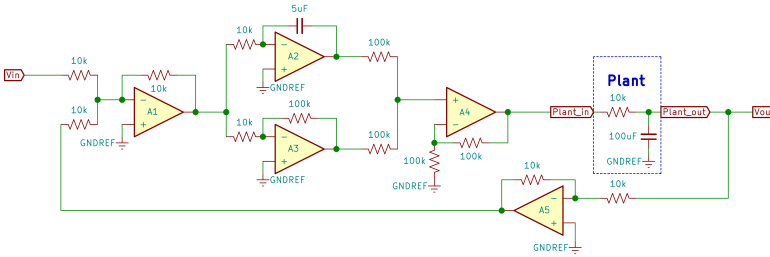 5uF
10k
100k
A2
Vin
10k
10k
GNDREF
Plant
10k
A1
GNDREF
10k
100k
A3
100k
GNDREF
A4
100k
100k
GNDREF
Plant_in
10k
100uF
GNDREF
Plant_out
Vou
10k
A5
10k
GNDREF